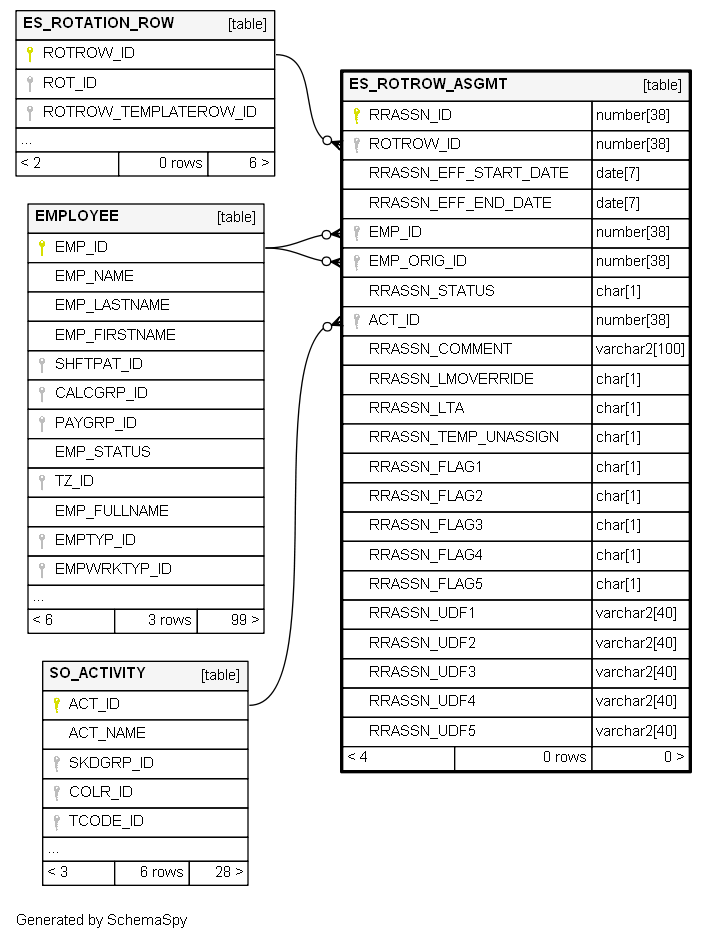 ES_ROTATION_ROW [table]
ROTROW_ID
ROT_ID
ROTROW_TEMPLATEROW_ID
...
< 2 0 rows 6 >
EMPLOYEE [table]
EMP_ID
EMP_NAME
EMP_LASTNAME
EMP_FIRSTNAME
SHFTPAT_ID
CALCGRP_ID
PAYGRP_ID
EMP_STATUS
TZ_ID
EMP_FULLNAME
EMPTYP_ID
EMPWRKTYP_ID
...
< 6 3 rows 99 >
SO_ACTIVITY [table]
ACT_ID
ACT_NAME
SKDGRP_ID
COLR_ID
TCODE_ID
...
< 3 6 rows 28 >
ES_ROTROW_ASGMT [table]
RRASSN_ID number[38]
ROTROW_ID number[38]
RRASSN_EFF_START_DATE date[7]
RRASSN_EFF_END_DATE date[7]
EMP_ID number[38]
EMP_ORIG_ID number[38]
RRASSN_STATUS char[1]
ACT_ID number[38]
RRASSN_COMMENT varchar2[100]
RRASSN_LMOVERRIDE char[1]
RRASSN_LTA char[1]
RRASSN_TEMP_UNASSIGN char[1]
RRASSN_FLAG1 char[1]
RRASSN_FLAG2 char[1]
RRASSN_FLAG3 char[1]
RRASSN_FLAG4 char[1]
RRASSN_FLAG5 char[1]
RRASSN_UDF1 varchar2[40]
RRASSN_UDF2 varchar2[40]
RRASSN_UDF3 varchar2[40]
RRASSN_UDF4 varchar2[40]
RRASSN_UDF5 varchar2[40]
< 4 0 rows 0 >
Generated by SchemaSpy